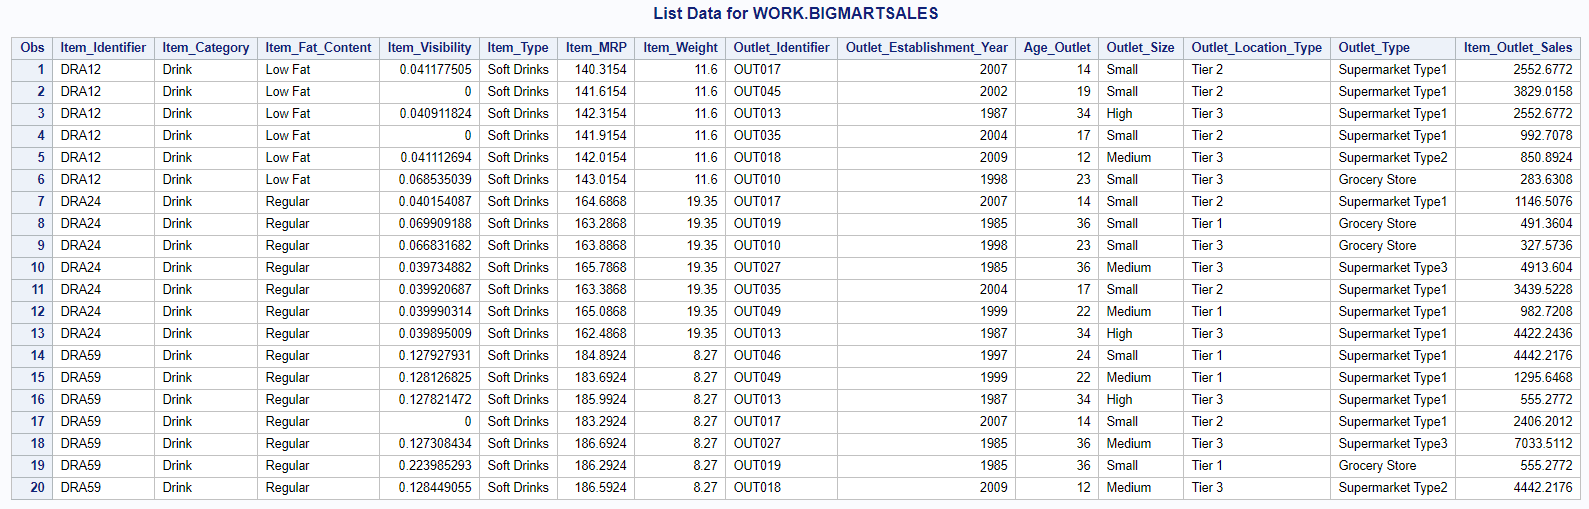 List Data for WORK.BIGMARTSALES
Obs Item_Identifier Item_Category Item_Fat_Content Item_Visibility Item_Type Item_MRP Item_Weight Outlet_Identifier Outlet_Establishment_Year Age_Outlet Outlet_Size Outlet_Location_Type Outlet_Type Item_Outlet_Sales
1 DRA12 Drink Low Fat 0.041177505 Soft Drinks 140.3154 11.6 OUT017 2007 14 Small Tier 2 Supermarket Type1 2552.6772
2 DRA12 Drink Low Fat 0 Soft Drinks 141.6154 11.6 OUT045 2002 19 Small Tier 2 Supermarket Type1 3829.0158
3 DRA12 Drink Low Fat 0.040911824 Soft Drinks 142.3154 11.6 OUT013 1987 34 High Tier 3 Supermarket Type1 2552.6772
4 DRA12 Drink Low Fat 0 Soft Drinks 141.9154 11.6 OUT035 2004 17 Small Tier 2 Supermarket Type1 992.7078
5 DRA12 Drink Low Fat 0.041112694 Soft Drinks 142.0154 11.6 OUT018 2009 12 Medium Tier 3 Supermarket Type2 850.8924
6 DRA12 Drink Low Fat 0.068535039 Soft Drinks 143.0154 11.6 OUT010 1998 23 Small Tier 3 Grocery Store 283.6308
7 DRA24 Drink Regular 0.040154087 Soft Drinks 164.6868 19.35 OUT017 2007 14 Small Tier 2 Supermarket Type1 1146.5076
8 DRA24 Drink Regular 0.069909188 Soft Drinks 163.2868 19.35 OUT019 1985 36 Small Tier 1 Grocery Store 491.3604
9 DRA24 Drink Regular 0.066831682 Soft Drinks 163.8868 19.35 OUT010 1998 23 Small Tier 3 Grocery Store 327.5736
10 DRA24 Drink Regular 0.039734882 Soft Drinks 165.7868 19.35 OUT027 1985 36 Medium Tier 3 Supermarket Type3 4913.604
11 DRA24 Drink Regular 0.039920687 Soft Drinks 163.3868 19.35 OUT035 2004 17 Small Tier 2 Supermarket Type1 3439.5228
12 DRA24 Drink Regular 0.039990314 Soft Drinks 165.0868 19.35 OUT049 1999 22 Medium Tier 1 Supermarket Type1 982.7208
13 DRA24 Drink Regular 0.039895009 Soft Drinks 162.4868 19.35 OUT013 1987 34 High Tier 3 Supermarket Type1 4422.2436
14 DRA59 Drink Regular 0.127927931 Soft Drinks 184.8924 8.27 OUT046 1997 24 Small Tier 1 Supermarket Type1 4442.2176
15 DRA59 Drink Regular 0.128126825 Soft Drinks 183.6924 8.27 OUT049 1999 22 Medium Tier 1 Supermarket Type1 1295.6468
16 DRA59 Drink Regular 0.127821472 Soft Drinks 185.9924 8.27 OUT013 1987 34 High Tier 3 Supermarket Type1 555.2772
17 DRA59 Drink Regular 0 Soft Drinks 183.2924 8.27 OUT017 2007 14 Small Tier 2 Supermarket Type1 2406.2012
18 DRA59 Drink Regular 0.127308434 Soft Drinks 186.6924 8.27 OUT027 1985 36 Medium Tier 3 Supermarket Type3 7033.5112
19 DRA59 Drink Regular 0.223985293 Soft Drinks 186.2924 8.27 OUT019 1985 36 Small Tier 1 Grocery Store 555.2772
20 DRA59 Drink Regular 0.128449055 Soft Drinks 186.5924 8.27 OUT018 2009 12 Medium Tier 3 Supermarket Type2 4442.2176